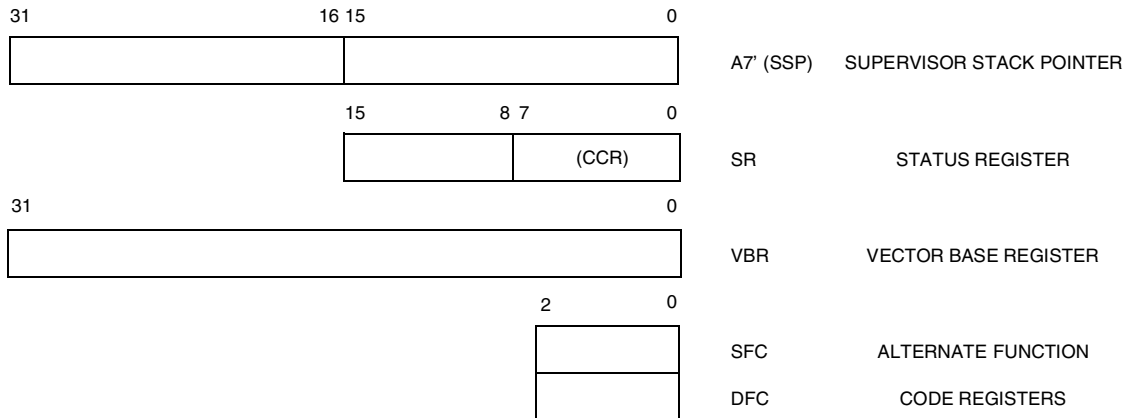 31 16 15 0
A7' (SSP) SUPERVISOR STACK POINTER
15 8 7 0
(CCR) SR STATUS REGISTER
31 0
VBR VECTOR BASE REGISTER
2 0
SFC ALTERNATE FUNCTION
DFC CODE REGISTERS